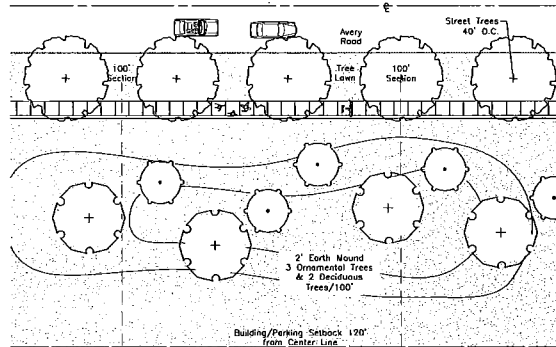 ℄
Street Trees
40' O.C.
Avery
Road
100'
Section
Tree
Lawn
100'
Section
2' Earth Mound
3 Ornamental Trees
& 2 Deciduous
Trees/100'
Building/Parking Setback 120'
from Center Line